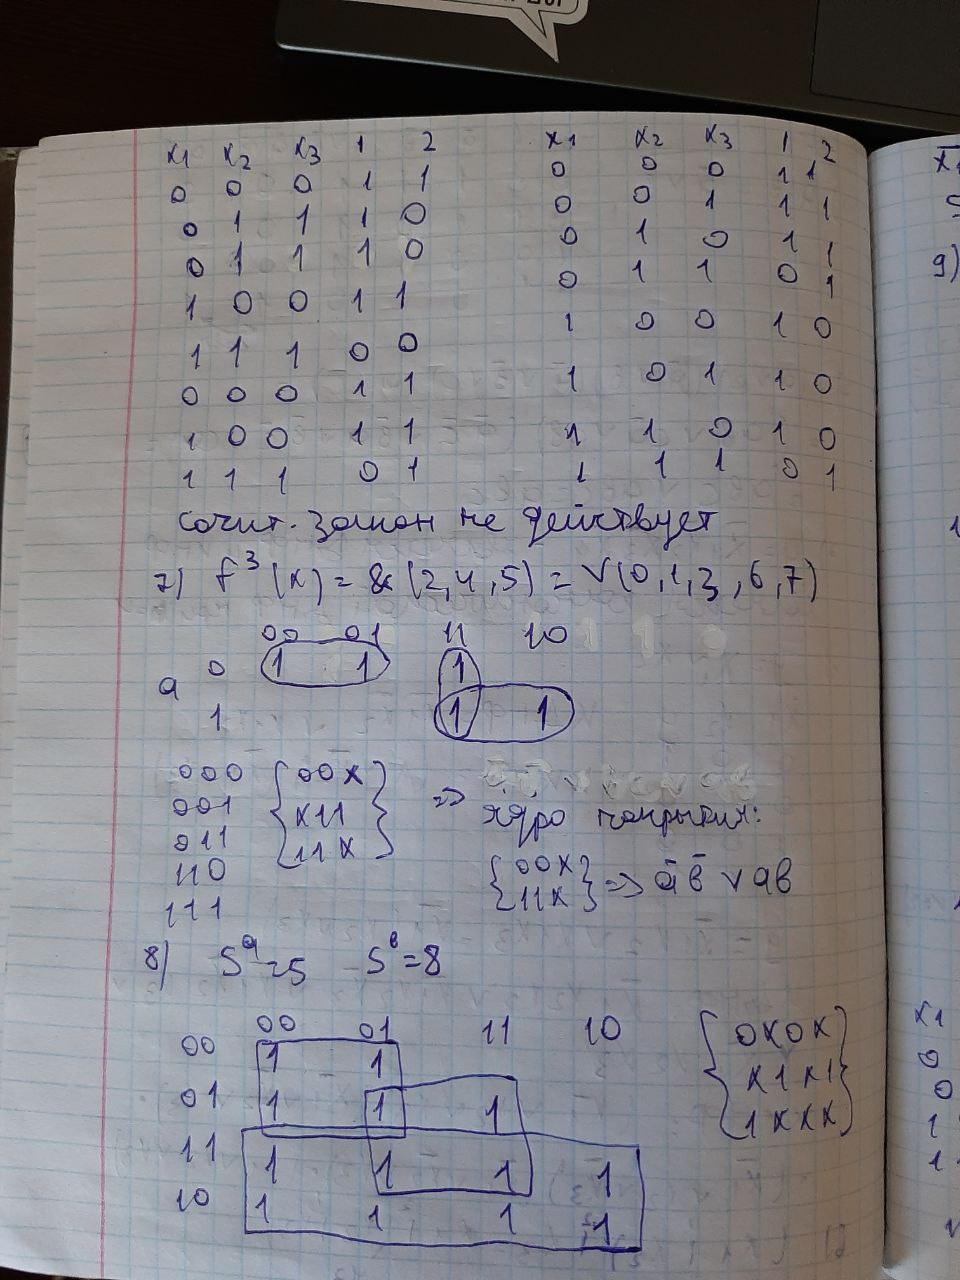 x1 x2 x3 1 2
0 0 0 1 1
0 1 1 1 0
0 1 1 1 0
1 0 0 1 1
1 1 1 0 0
0 0 0 1 1
1 0 0 1 1
1 1 1 0 1
x1 x2 x3 1 2
0 0 0 1 1
0 0 1 1 1
0 1 0 1 1
0 1 1 0 1
1 0 0 1 0
1 0 1 1 0
1 1 0 1 0
1 1 1 0 1
сочит. закон не действует
7) f³(x) = & (2,4,5) = V(0,1,3,6,7)
00 01 11 10
a 0 1 1 1
1 1 1
000 {00x
001 x11
011 11x}
110
111
=> ядро покрытия:
{00x
11x} => a̅ b̅ v ab
8) S^a = 5 S^b = 8
00 01 11 10
00 1 1
01 1 1 1
11 1 1 1 1
10 1 1 1 1
{0x0x
x1x1
1xxx}
9)